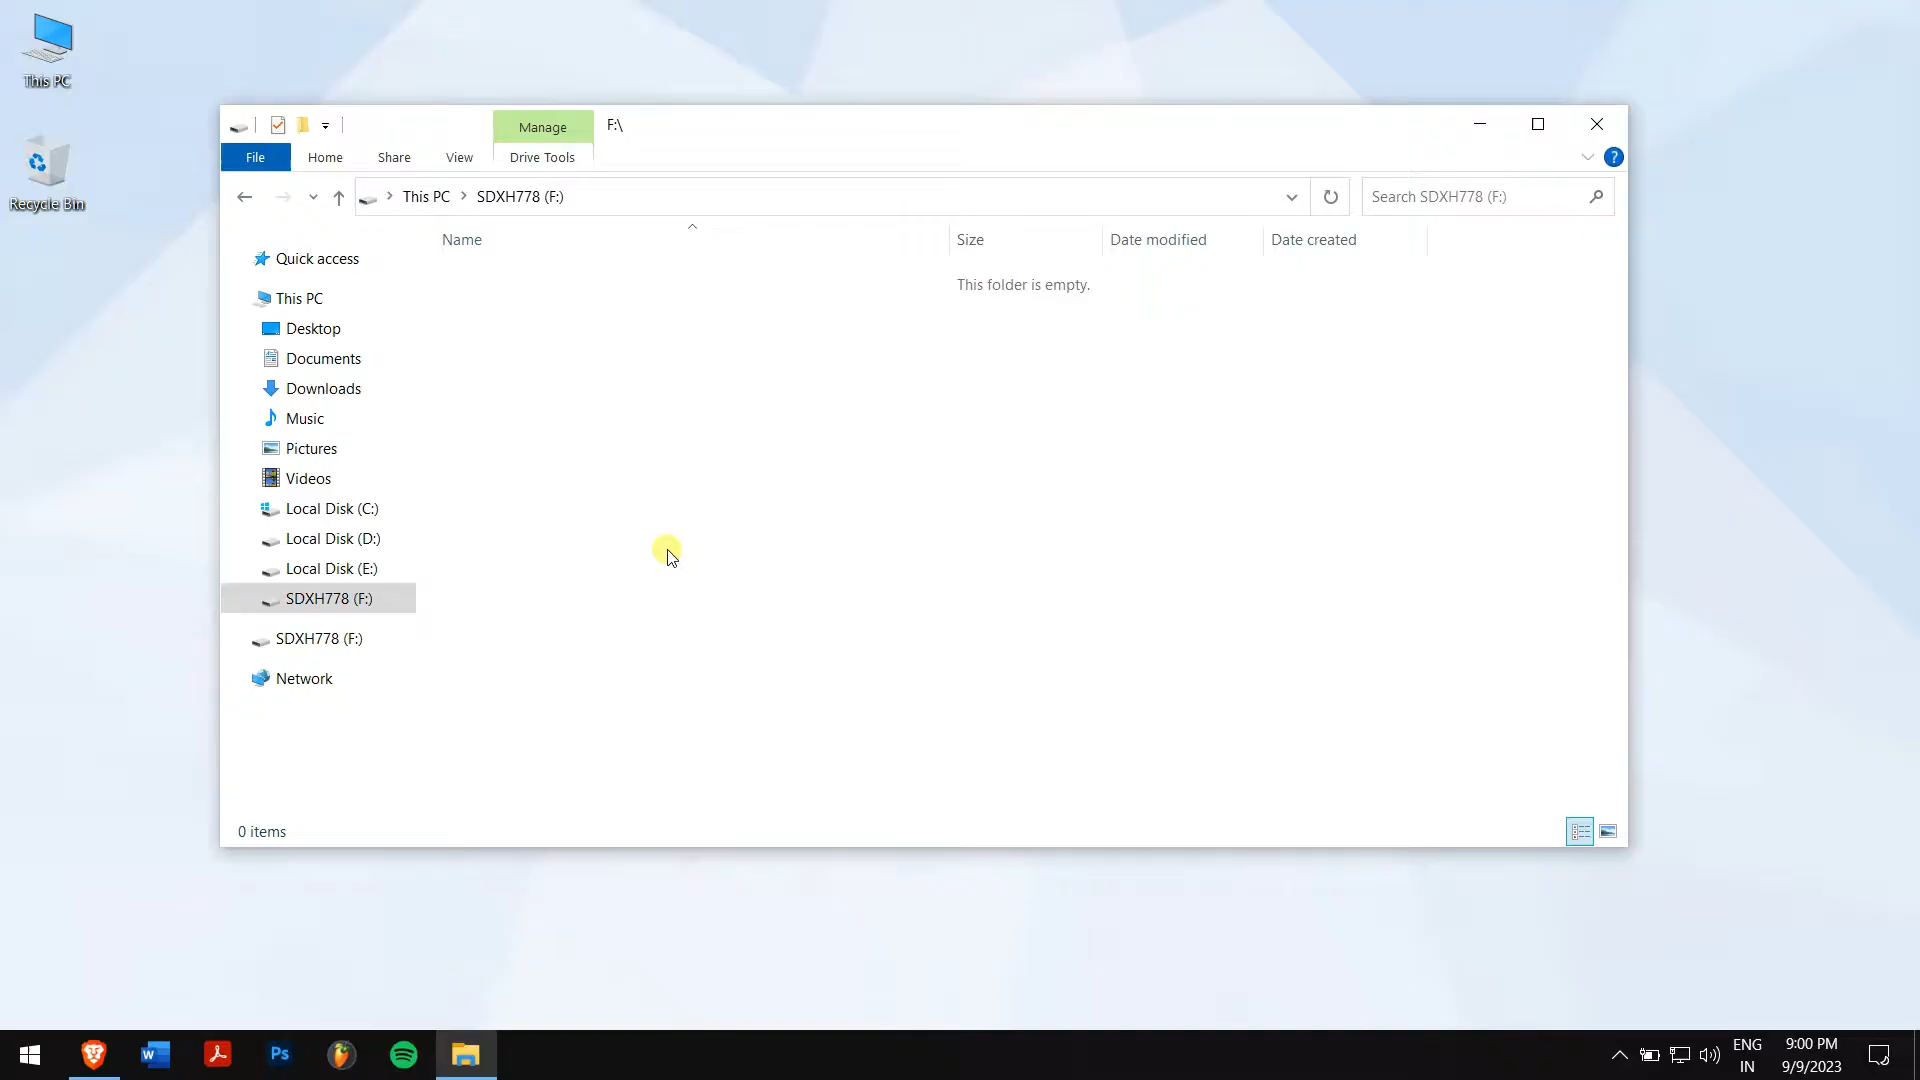 This PC
Recycle Bin
Manage
F:\
File
Home
Share
View
Drive Tools
?
This PC
SDXH778 (F:)
Search SDXH778 (F:)
Name
Size
Date modified
Date created
This folder is empty.
Quick access
This PC
Desktop
Documents
Downloads
Music
Pictures
Videos
Local Disk (C:)
Local Disk (D:)
Local Disk (E:)
SDXH778 (F:)
SDXH778 (F:)
Network
0 items
W
Ps
ENG
IN
9:00 PM
9/9/2023